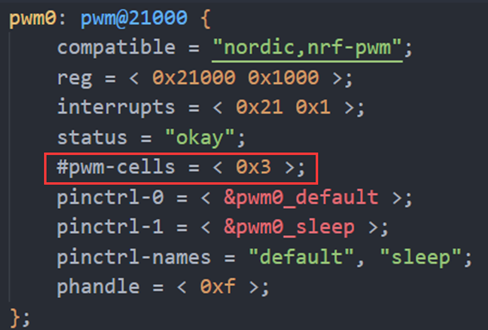 pwm0: pwm@21000 {
compatible = "nordic,nrf-pwm";
reg = < 0x21000 0x1000 >;
interrupts = < 0x21 0x1 >;
status = "okay";
#pwm-cells = < 0x3 >;
pinctrl-0 = < &pwm0_default >;
pinctrl-1 = < &pwm0_sleep >;
pinctrl-names = "default", "sleep";
phandle = < 0xf >;
};